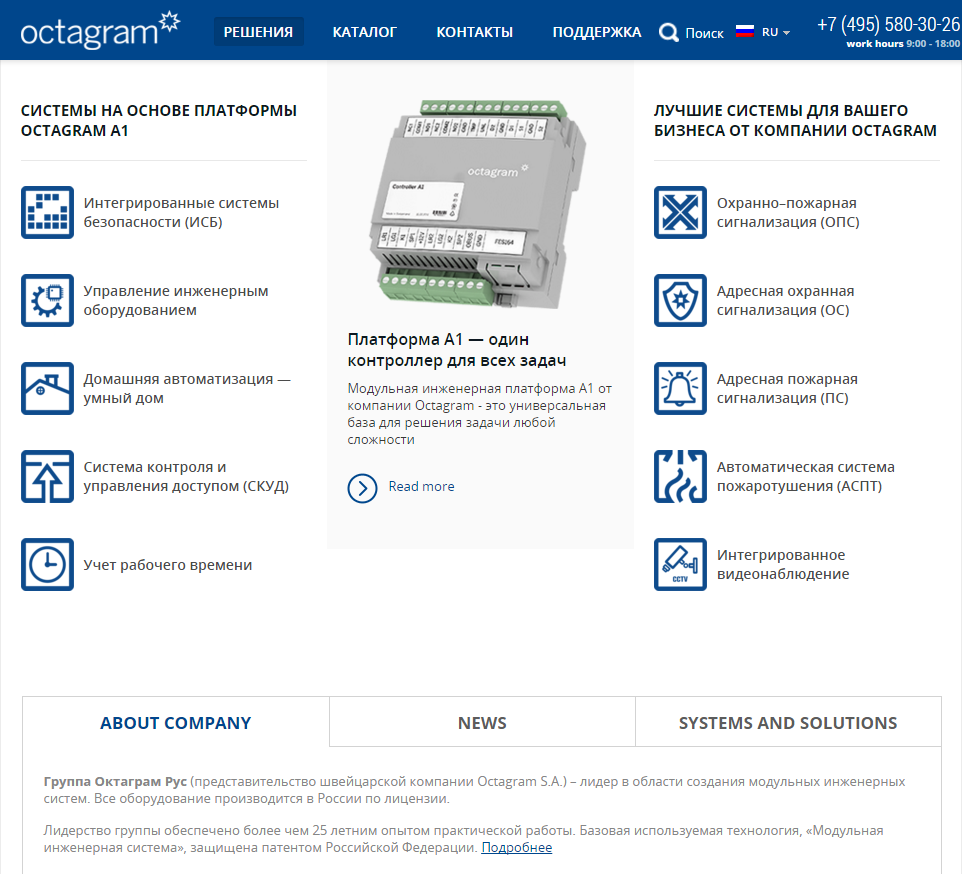 octagram
РЕШЕНИЯ
КАТАЛОГ
КОНТАКТЫ
ПОДДЕРЖКА
Поиск
RU
+7 (495) 580-30-26
work hours 9:00 - 18:00
СИСТЕМЫ НА ОСНОВЕ ПЛАТФОРМЫ
OCTAGRAM A1
Интегрированные системы
безопасности (ИСБ)
Управление инженерным
оборудованием
Домашняя автоматизация —
умный дом
Система контроля и
управления доступом (СКУД)
Учет рабочего времени
octagram
Controller A1
Платформа А1 — один
контроллер для всех задач
Модульная инженерная платформа А1 от
компании Octagram - это универсальная
база для решения задачи любой
сложности
Read more
ЛУЧШИЕ СИСТЕМЫ ДЛЯ ВАШЕГО
БИЗНЕСА ОТ КОМПАНИИ OCTAGRAM
Охранно–пожарная
сигнализация (ОПС)
Адресная охранная
сигнализация (ОС)
Адресная пожарная
сигнализация (ПС)
Автоматическая система
пожаротушения (АСПТ)
CCTV
Интегрированное
видеонаблюдение
ABOUT COMPANY
NEWS
SYSTEMS AND SOLUTIONS
Группа Октаграм Рус (представительство швейцарской компании Octagram S.A.) – лидер в области создания модульных инженерных
систем. Все оборудование производится в России по лицензии.
Лидерство группы обеспечено более чем 25 летним опытом практической работы. Базовая используемая технология, «Модульная
инженерная система», защищена патентом Российской Федерации. Подробнее